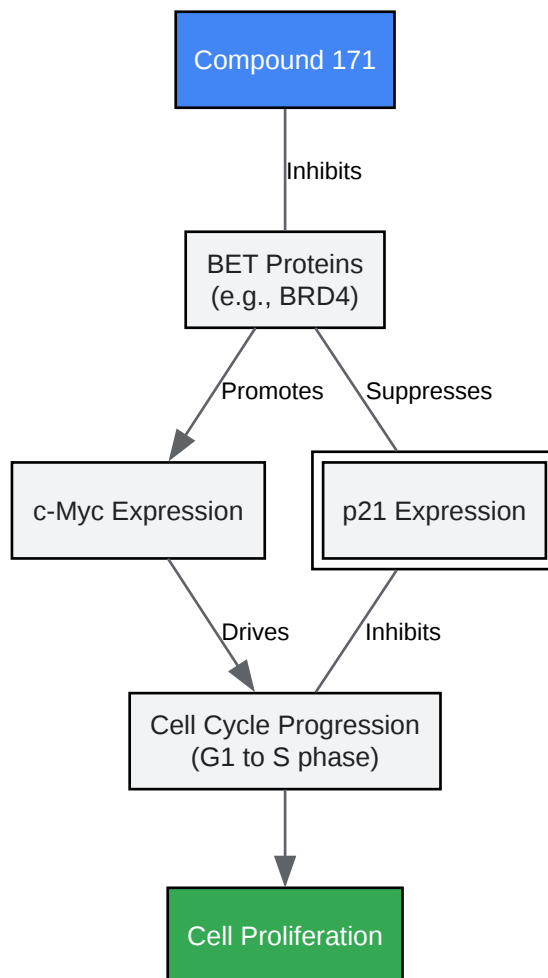 Compound 171
Inhibits
BET Proteins
(e.g., BRD4)
Promotes
Suppresses
c-Myc Expression
p21 Expression
Drives
Inhibits
Cell Cycle Progression
(G1 to S phase)
Cell Proliferation